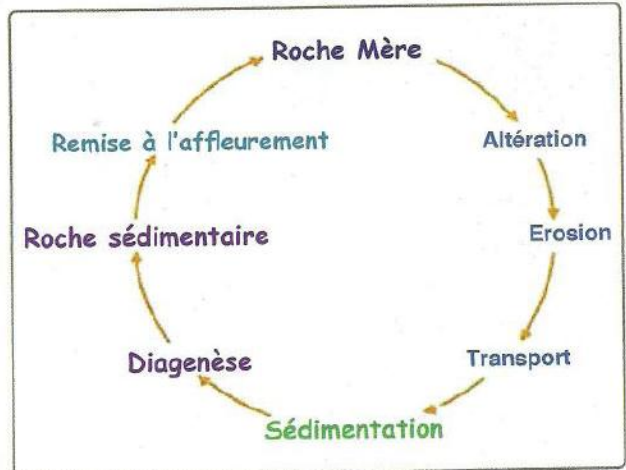 Roche Mère
Altération
Erosion
Transport
Sédimentation
Diagenèse
Roche sédimentaire
Remise à l'affleurement